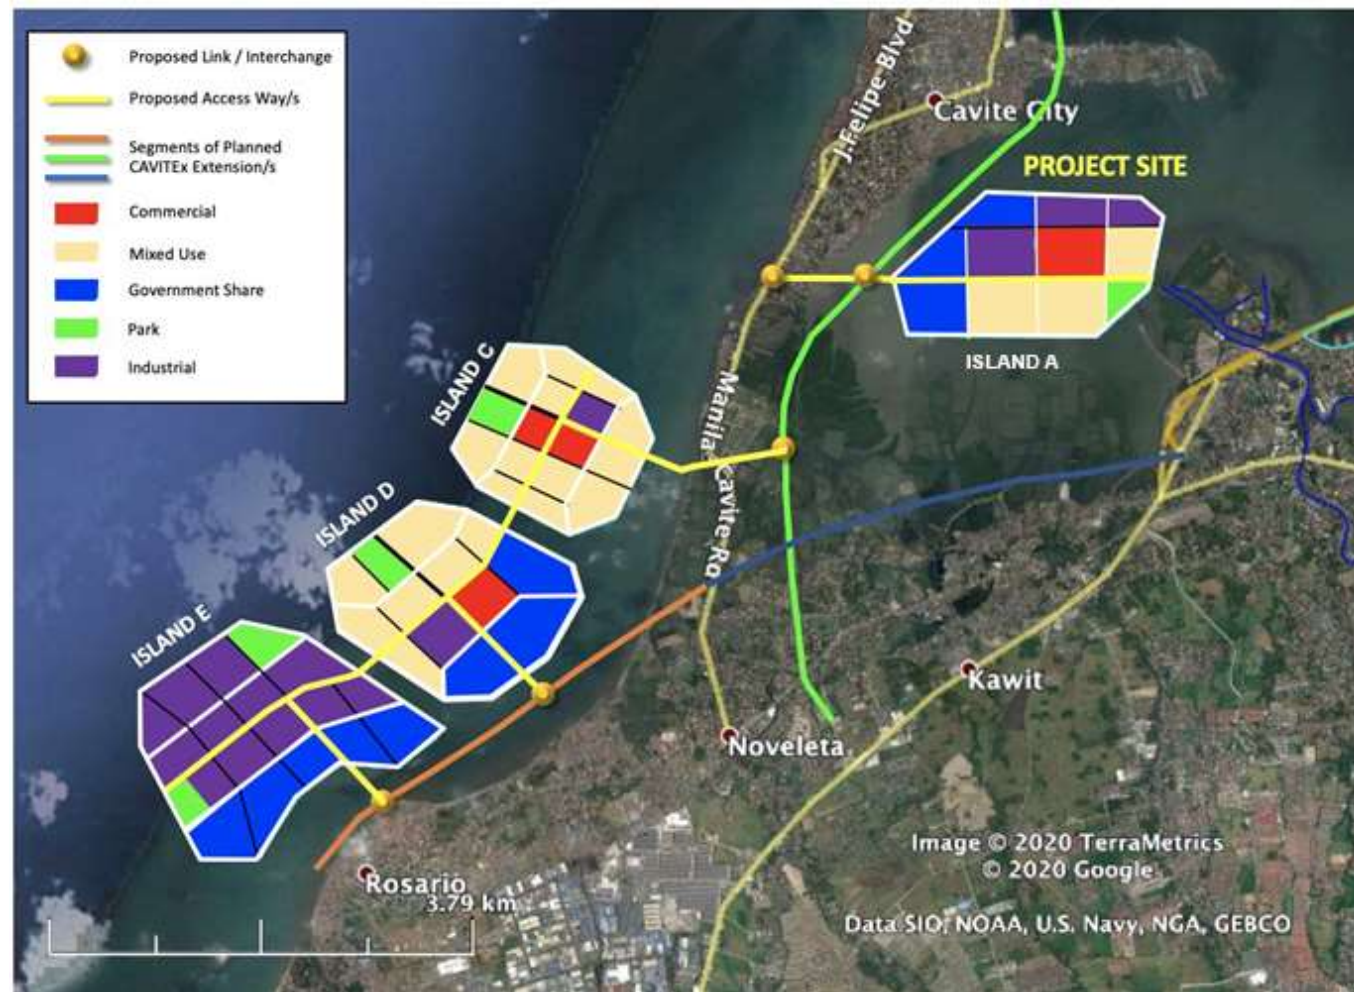 Proposed Link / Interchange
Proposed Access Way/s
Segments of Planned
CAVITEx Extension/s
Commercial
Mixed Use
Government Share
Park
Industrial
J.Felipe Blvd
Cavite City
PROJECT SITE
ISLAND A
ISLAND C
Manila-Cavite Rd
ISLAND D
ISLAND E
Kawit
Noveleta
Image © 2020 TerraMetrics
© 2020 Google
Rosario
3.79 km
Data SIO, NOAA, U.S. Navy, NGA, GEBCO